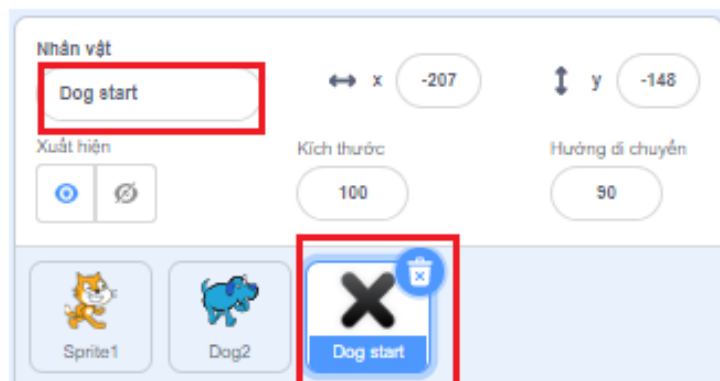 Nhân vật
Dog start
x -207
y -148
Xuất hiện
Kích thước
Hướng di chuyển
100
90
Sprite1
Dog2
Dog start